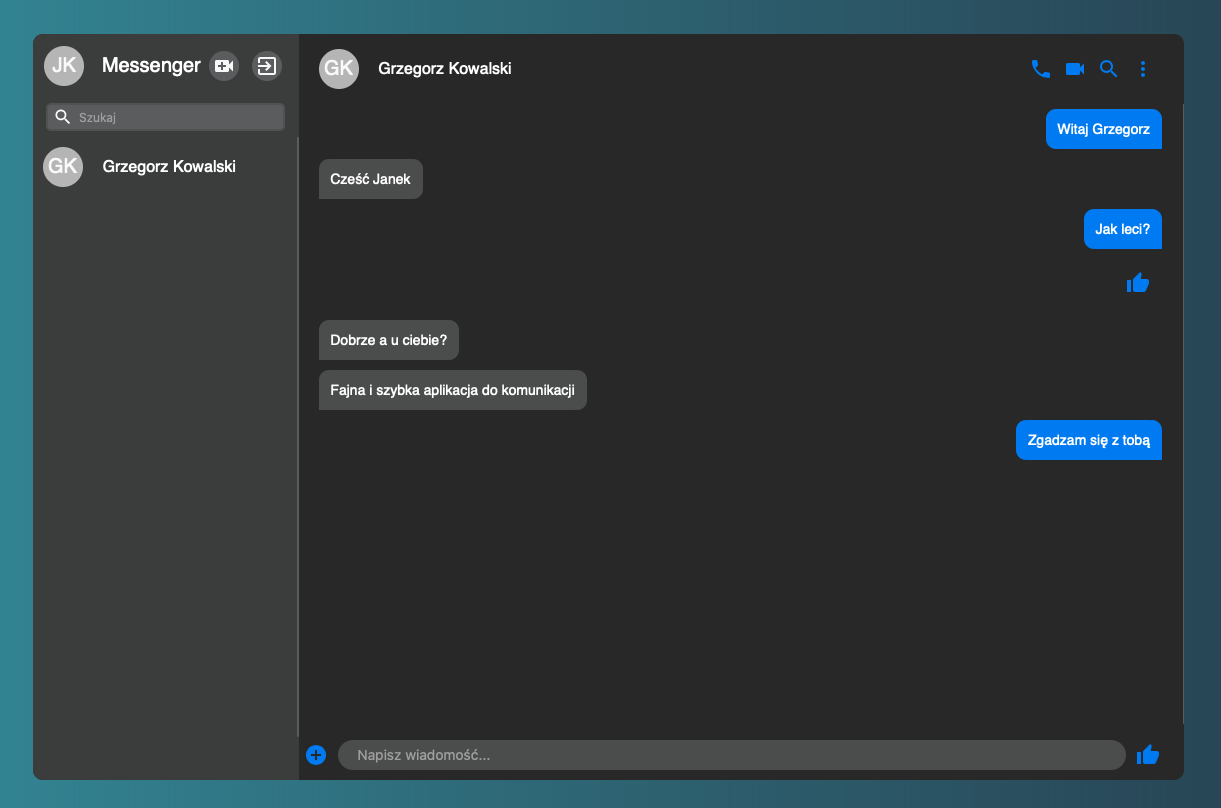 JK Messenger
Szukaj
GK Grzegorz Kowalski
GK Grzegorz Kowalski
Witaj Grzegorz
Cześć Janek
Jak leci?
Dobrze a u ciebie?
Fajna i szybka aplikacja do komunikacji
Zgadzam się z tobą
Napisz wiadomość...